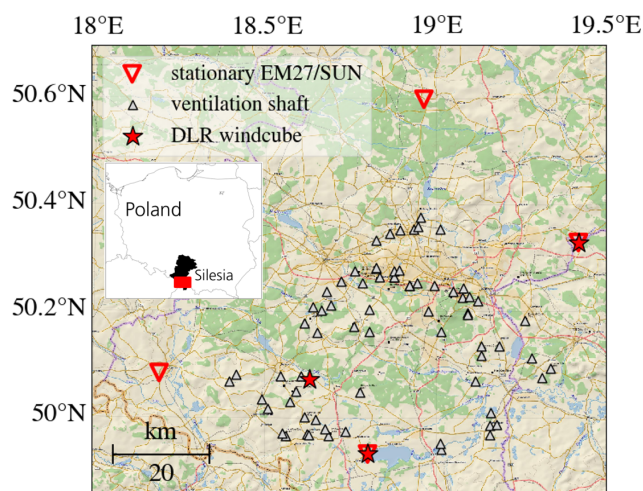 18°E 18.5°E 19°E 19.5°E
50.6°N
50.4°N
50.2°N
50°N
stationary EM27/SUN
ventilation shaft
DLR windcube
Poland
Silesia
km
20